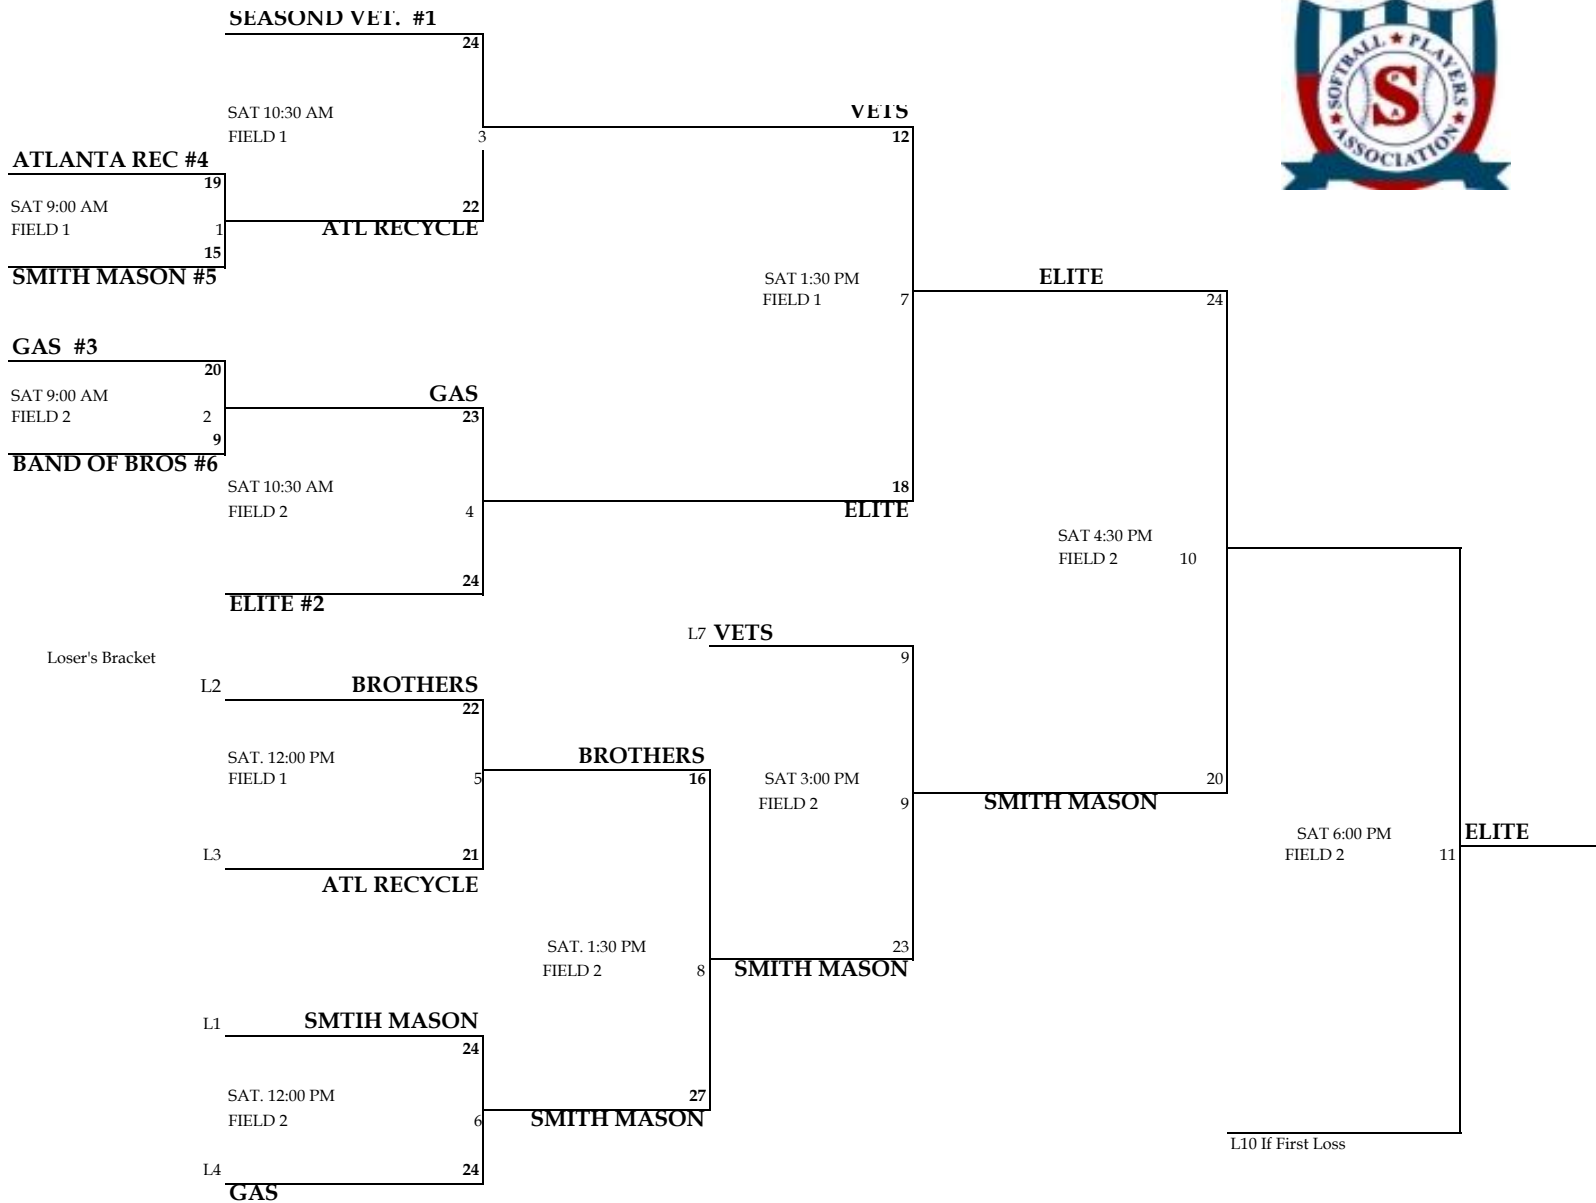 SEASOND VET. #1
24
SAT 10:30 AM
FIELD 1
3
22
ATL RECYCLE
ATLANTA REC #4
19
SAT 9:00 AM
FIELD 1
1
15
SMITH MASON #5
GAS #3
20
SAT 9:00 AM
FIELD 2
2
9
BAND OF BROS #6
GAS
23
SAT 10:30 AM
FIELD 2
4
24
ELITE #2
VETS
12
SAT 1:30 PM
FIELD 1
7
18
ELITE
ELITE
24
SAT 4:30 PM
FIELD 2
10
20
SMITH MASON
SOFTBALL PLAYERS
S
P
A
ASSOCIATION
Loser's Bracket
L2
BROTHERS
22
SAT. 12:00 PM
FIELD 1
5
L3
21
ATL RECYCLE
L1
SMTIH MASON
24
SAT. 12:00 PM
FIELD 2
6
L4
24
GAS
BROTHERS
16
SAT. 1:30 PM
FIELD 2
8
27
SMITH MASON
L7 VETS
9
SAT 3:00 PM
FIELD 2
9
23
SMITH MASON
SAT 6:00 PM
FIELD 2
11
ELITE
L10 If First Loss